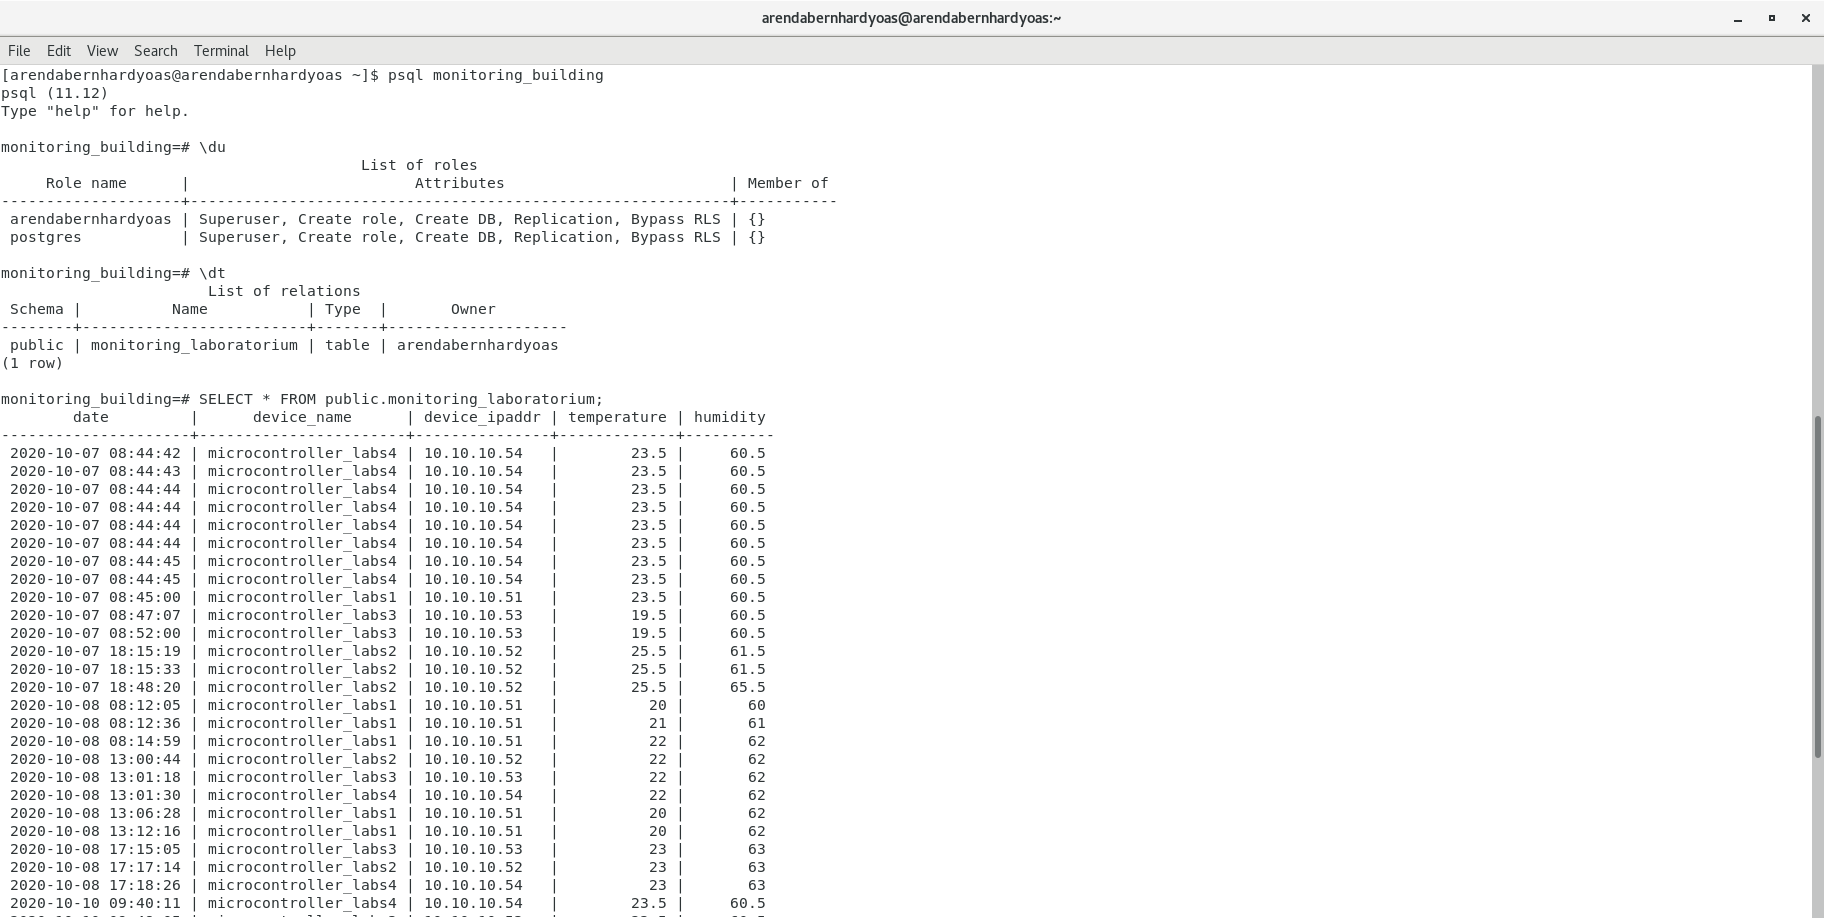 arendabernhardyoas@arendabernhardyoas:~
File Edit View Search Terminal Help
[arendabernhardyoas@arendabernhardyoas ~]$ psql monitoring_building
psql (11.12)
Type "help" for help.
monitoring_building=# \du
List of roles
Role name | Attributes | Member of
--------------------+------------------------------------------------------------+-----------
arendabernhardyoas | Superuser, Create role, Create DB, Replication, Bypass RLS | {}
postgres | Superuser, Create role, Create DB, Replication, Bypass RLS | {}
monitoring_building=# \dt
List of relations
Schema | Name | Type | Owner
--------+-------------------------+-------+--------------------
public | monitoring_laboratorium | table | arendabernhardyoas
(1 row)
monitoring_building=# SELECT * FROM public.monitoring_laboratorium;
date | device_name | device_ipaddr | temperature | humidity
---------------------+-----------------------+---------------+-------------+----------
2020-10-07 08:44:42 | microcontroller_labs4 | 10.10.10.54 | 23.5 | 60.5
2020-10-07 08:44:43 | microcontroller_labs4 | 10.10.10.54 | 23.5 | 60.5
2020-10-07 08:44:44 | microcontroller_labs4 | 10.10.10.54 | 23.5 | 60.5
2020-10-07 08:44:44 | microcontroller_labs4 | 10.10.10.54 | 23.5 | 60.5
2020-10-07 08:44:44 | microcontroller_labs4 | 10.10.10.54 | 23.5 | 60.5
2020-10-07 08:44:44 | microcontroller_labs4 | 10.10.10.54 | 23.5 | 60.5
2020-10-07 08:44:45 | microcontroller_labs4 | 10.10.10.54 | 23.5 | 60.5
2020-10-07 08:44:45 | microcontroller_labs4 | 10.10.10.54 | 23.5 | 60.5
2020-10-07 08:45:00 | microcontroller_labs1 | 10.10.10.51 | 23.5 | 60.5
2020-10-07 08:47:07 | microcontroller_labs3 | 10.10.10.53 | 19.5 | 60.5
2020-10-07 08:52:00 | microcontroller_labs3 | 10.10.10.53 | 19.5 | 60.5
2020-10-07 18:15:19 | microcontroller_labs2 | 10.10.10.52 | 25.5 | 61.5
2020-10-07 18:15:33 | microcontroller_labs2 | 10.10.10.52 | 25.5 | 61.5
2020-10-07 18:48:20 | microcontroller_labs2 | 10.10.10.52 | 25.5 | 65.5
2020-10-08 08:12:05 | microcontroller_labs1 | 10.10.10.51 | 20 | 60
2020-10-08 08:12:36 | microcontroller_labs1 | 10.10.10.51 | 21 | 61
2020-10-08 08:14:59 | microcontroller_labs1 | 10.10.10.51 | 22 | 62
2020-10-08 13:00:44 | microcontroller_labs2 | 10.10.10.52 | 22 | 62
2020-10-08 13:01:18 | microcontroller_labs3 | 10.10.10.53 | 22 | 62
2020-10-08 13:01:30 | microcontroller_labs4 | 10.10.10.54 | 22 | 62
2020-10-08 13:06:28 | microcontroller_labs1 | 10.10.10.51 | 20 | 62
2020-10-08 13:12:16 | microcontroller_labs1 | 10.10.10.51 | 20 | 62
2020-10-08 17:15:05 | microcontroller_labs3 | 10.10.10.53 | 23 | 63
2020-10-08 17:17:14 | microcontroller_labs2 | 10.10.10.52 | 23 | 63
2020-10-08 17:18:26 | microcontroller_labs4 | 10.10.10.54 | 23 | 63
2020-10-10 09:40:11 | microcontroller_labs4 | 10.10.10.54 | 23.5 | 60.5